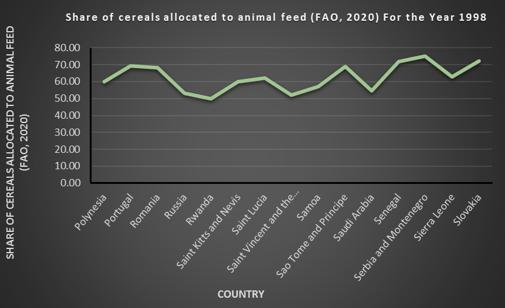 Share of cereals allocated to animal feed (FAO, 2020) For the Year 1998
SHARE OF CEREALS ALLOCATED TO ANIMAL FEED
(FAO, 2020)
80.00
70.00
60.00
50.00
40.00
30.00
20.00
10.00
0.00
Polynesia
Portugal
Romania
Russia
Rwanda
Saint Kitts and Nevis
Saint Lucia
Saint Vincent and the...
Samoa
Sao Tome and Principe
Saudi Arabia
Senegal
Serbia and Montenegro
Sierra Leone
Slovakia
COUNTRY